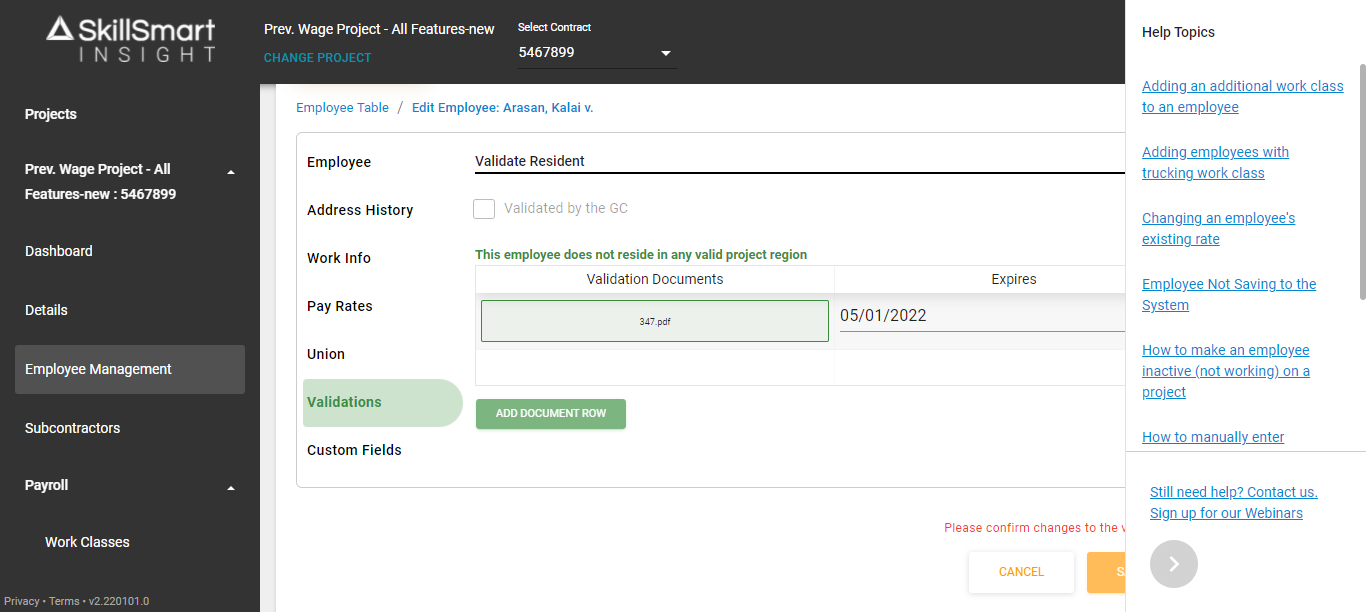 SkillSmart
INSIGHT
Prev. Wage Project - All Features-new
CHANGE PROJECT
Select Contract
5467899
Projects
Prev. Wage Project - All
Features-new : 5467899
Dashboard
Details
Employee Management
Subcontractors
Payroll
Work Classes
Privacy • Terms • v2.220101.0
Employee Table / Edit Employee: Arasan, Kalai v.
Employee
Address History
Work Info
Pay Rates
Union
Validations
Custom Fields
Validate Resident
Validated by the GC
This employee does not reside in any valid project region
Validation Documents Expires
347.pdf 05/01/2022
ADD DOCUMENT ROW
Please confirm changes to the
CANCEL
Help Topics
Adding an additional work class
to an employee
Adding employees with
trucking work class
Changing an employee's
existing rate
Employee Not Saving to the
System
How to make an employee
inactive (not working) on a
project
How to manually enter
Still need help? Contact us.
Sign up for our Webinars